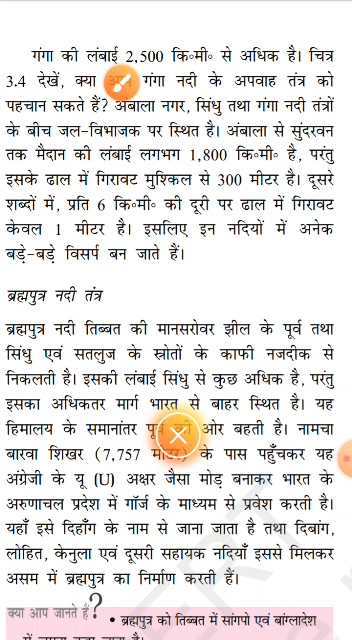 गंगा की लंबाई 2,500 कि॰मी॰ से अधिक है। चित्र
3.4 देखें, क्या गंगा नदी के अपवाह तंत्र को
पहचान सकते हैं? अंबाला नगर, सिंधु तथा गंगा नदी तंत्रों
के बीच जल-विभाजक पर स्थित है। अंबाला से सुंदरवन
तक मैदान की लंबाई लगभग 1,800 कि॰मी॰ है, परंतु
इसके ढाल में गिरावट मुश्किल से 300 मीटर है। दूसरे
शब्दों में, प्रति 6 कि॰मी॰ की दूरी पर ढाल में गिरावट
केवल 1 मीटर है। इसलिए इन नदियों में अनेक
बड़े-बड़े विसर्प बन जाते हैं।
ब्रह्मपुत्र नदी तंत्र
ब्रह्मपुत्र नदी तिब्बत की मानसरोवर झील के पूर्व तथा
सिंधु एवं सतलुज के स्रोतों के काफी नजदीक से
निकलती है। इसकी लंबाई सिंधु से कुछ अधिक है, परंतु
इसका अधिकतर मार्ग भारत से बाहर स्थित है। यह
हिमालय के समानांतर पूर्व की ओर बहती है। नामचा
बारवा शिखर (7,757 मीटर) के पास पहुँचकर यह
अंग्रेजी के यू (U) अक्षर जैसा मोड़ बनाकर भारत के
अरुणाचल प्रदेश में गॉर्ज के माध्यम से प्रवेश करती है।
यहाँ इसे दिहाँग के नाम से जाना जाता है तथा दिबांग,
लोहित, केनुला एवं दूसरी सहायक नदियाँ इससे मिलकर
असम में ब्रह्मपुत्र का निर्माण करती हैं।
क्या आप जानते हैं?
• ब्रह्मपुत्र को तिब्बत में सांगपो एवं बांग्लादेश